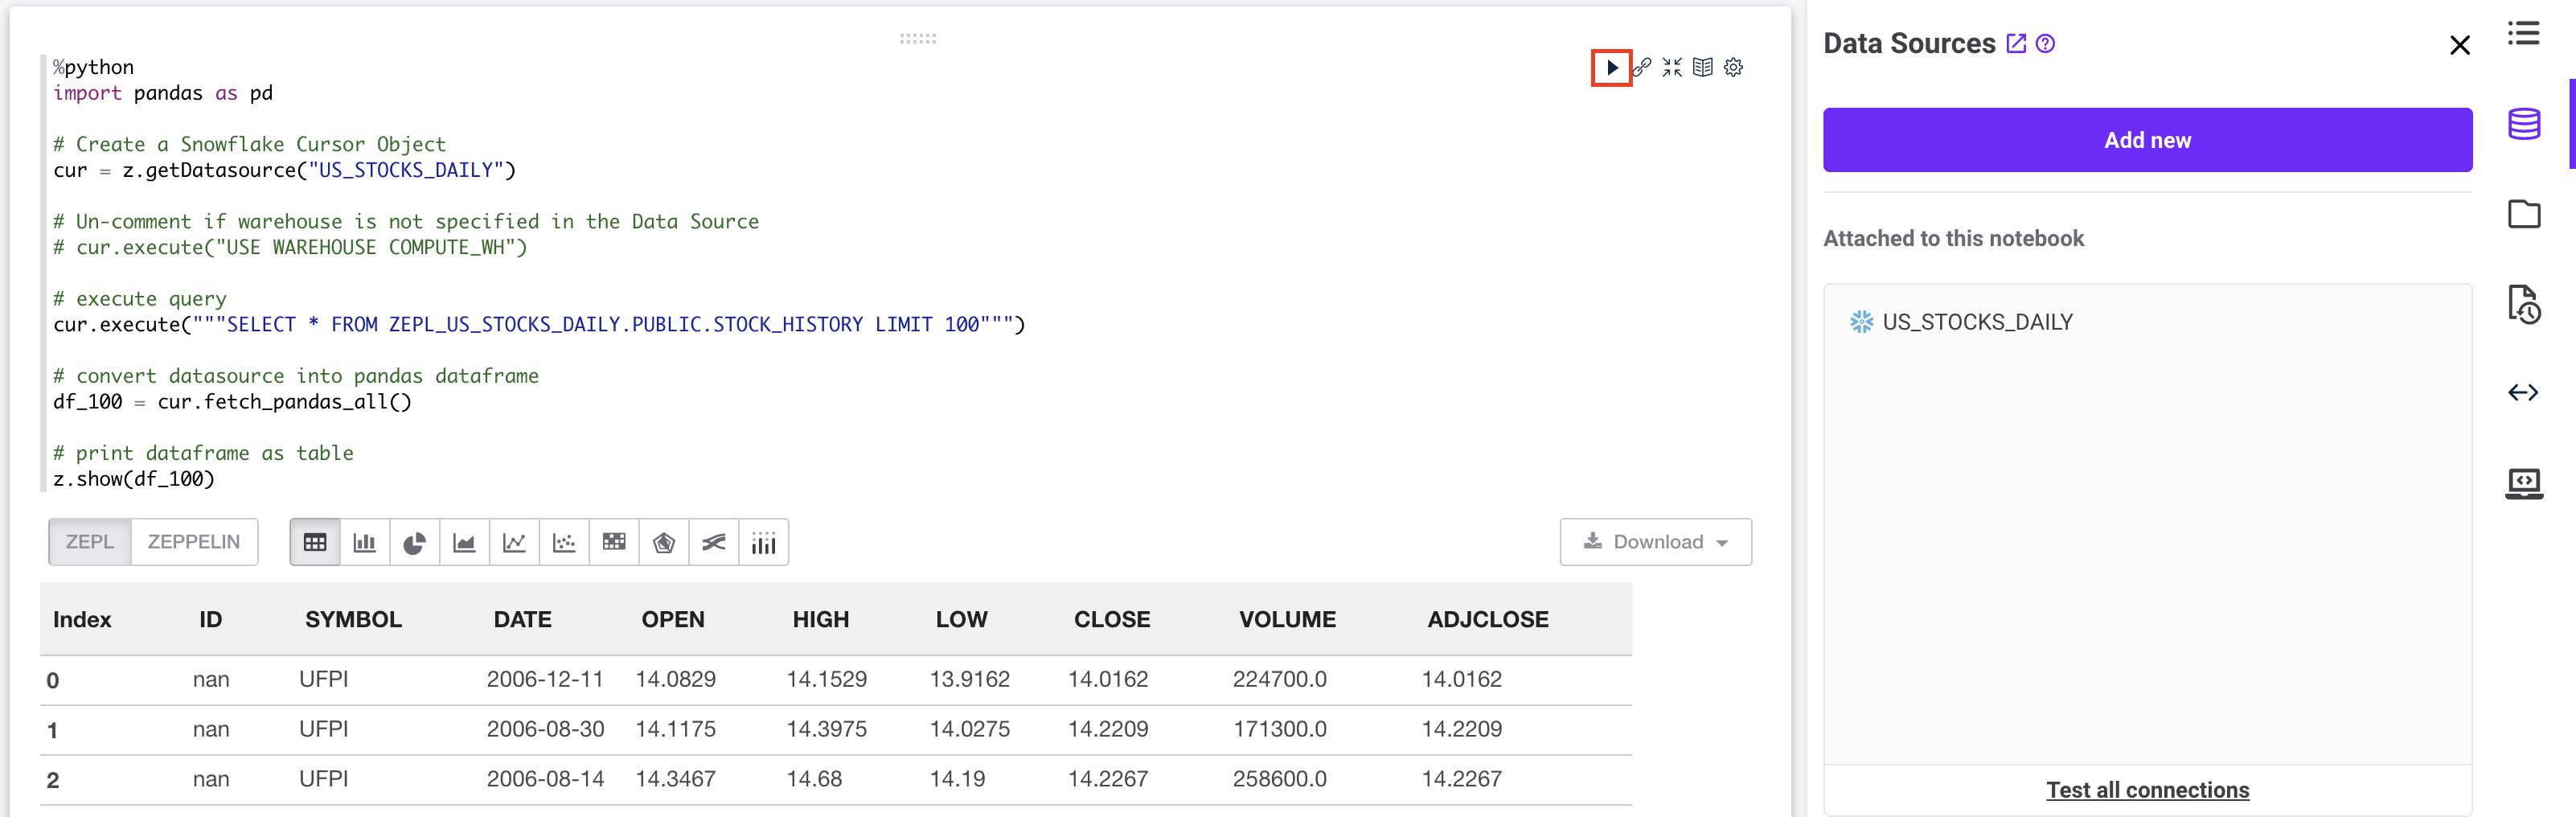 %python
import pandas as pd
# Create a Snowflake Cursor Object
cur = z.getDatasource("US_STOCKS_DAILY")
# Un-comment if warehouse is not specified in the Data Source
# cur.execute("USE WAREHOUSE COMPUTE_WH")
# execute query
cur.execute("""SELECT * FROM ZEPL_US_STOCKS_DAILY.PUBLIC.STOCK_HISTORY LIMIT 100""")
# convert datasource into pandas dataframe
df_100 = cur.fetch_pandas_all()
# print dataframe as table
z.show(df_100)
ZEPL ZEPPELIN Download
Index ID SYMBOL DATE OPEN HIGH LOW CLOSE VOLUME ADJCLOSE
0 nan UFPI 2006-12-11 14.0829 14.1529 13.9162 14.0162 224700.0 14.0162
1 nan UFPI 2006-08-30 14.1175 14.3975 14.0275 14.2209 171300.0 14.2209
2 nan UFPI 2006-08-14 14.3467 14.68 14.19 14.2267 258600.0 14.2267
Data Sources
Add new
Attached to this notebook
US_STOCKS_DAILY
Test all connections